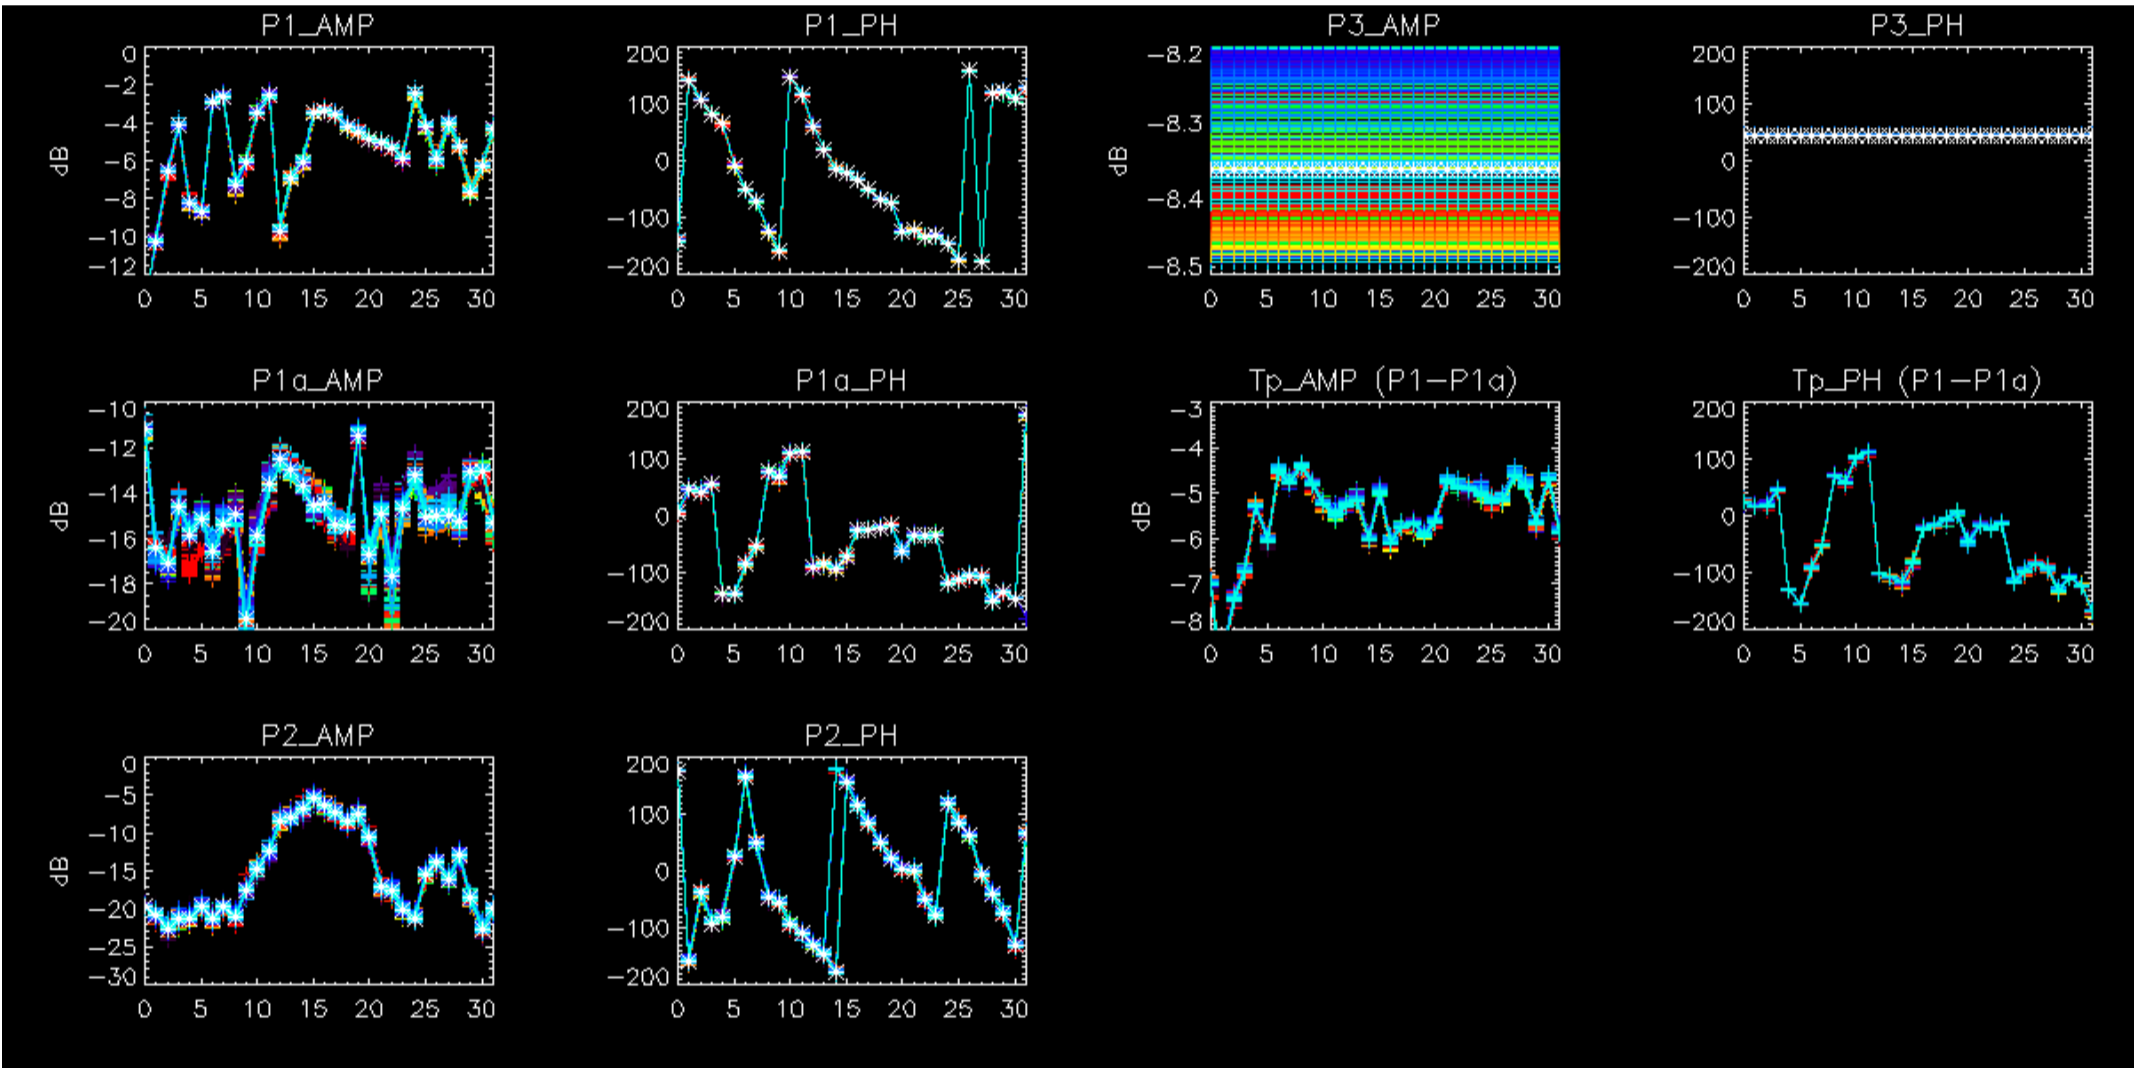 P1_AMP
P1_PH
P3_AMP
P3_PH
0
-2
-4
-6
-8
-10
-12
dB
0 5 10 15 20 25 30
200
100
0
-100
-200
0 5 10 15 20 25 30
-8.2
-8.3
-8.4
-8.5
dB
0 5 10 15 20 25 30
200
100
0
-100
-200
0 5 10 15 20 25 30
P1a_AMP
P1a_PH
Tp_AMP (P1-P1a)
Tp_PH (P1-P1a)
-10
-12
-14
-16
-18
-20
dB
0 5 10 15 20 25 30
200
100
0
-100
-200
0 5 10 15 20 25 30
-3
-4
-5
-6
-7
-8
dB
0 5 10 15 20 25 30
200
100
0
-100
-200
0 5 10 15 20 25 30
P2_AMP
P2_PH
0
-5
-10
-15
-20
-25
-30
dB
0 5 10 15 20 25 30
200
100
0
-100
-200
0 5 10 15 20 25 30